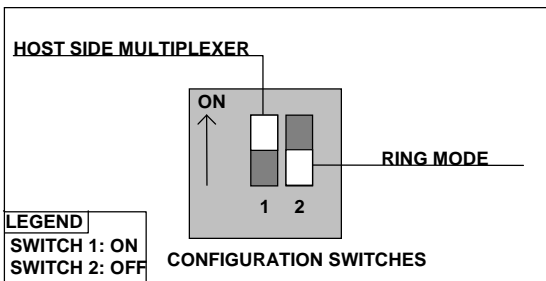 HOST SIDE MULTIPLEXER
ON
RING MODE
1 2
LEGEND
SWITCH 1: ON
SWITCH 2: OFF
CONFIGURATION SWITCHES